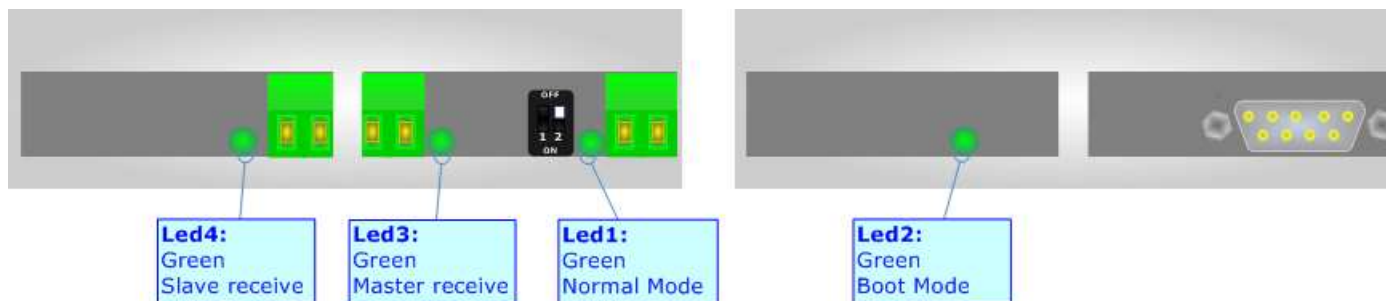 OFF
1 2
ON
Led4:
Green
Slave receive
Led3:
Green
Master receive
Led1:
Green
Normal Mode
Led2:
Green
Boot Mode